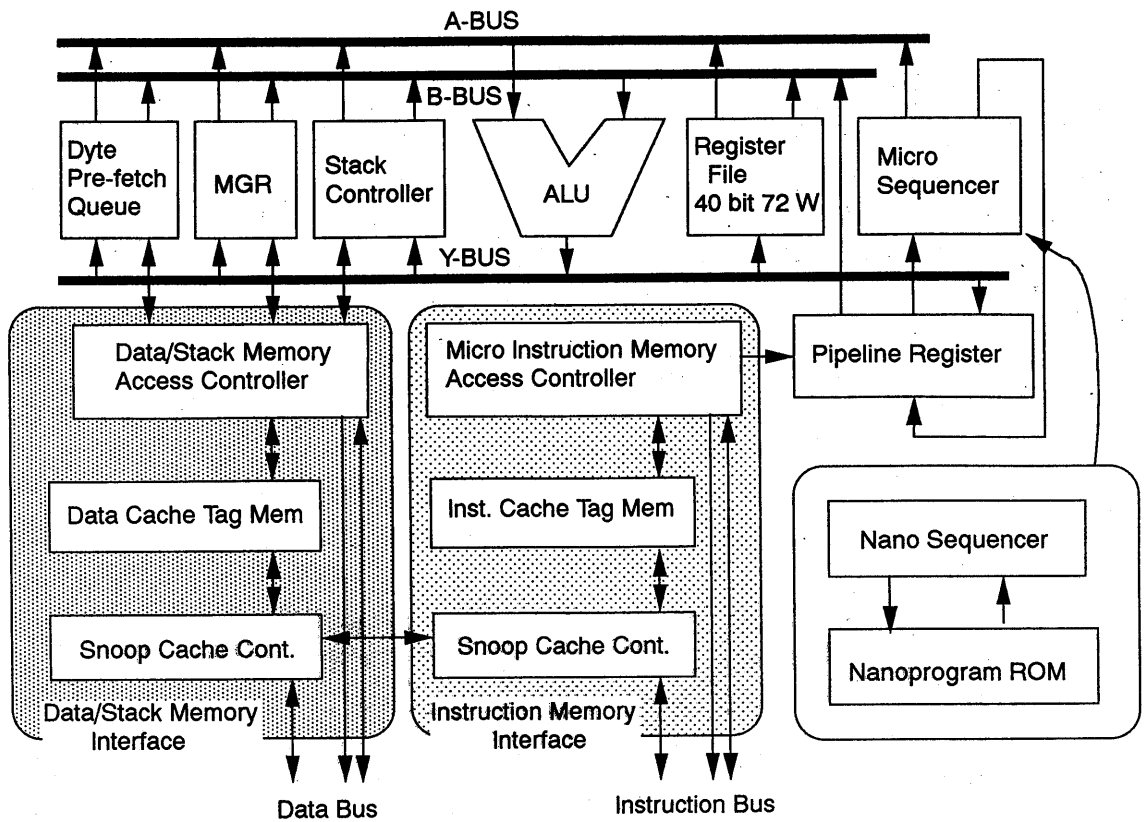 A-BUS
B-BUS
Dyte
Pre-fetch
Queue
MGR
Stack
Controller
ALU
Register
File
40 bit 72 W
Micro
Sequencer
Y-BUS
Data/Stack Memory
Access Controller
Micro Instruction Memory
Access Controller
Pipeline Register
Data Cache Tag Mem
Inst. Cache Tag Mem
Nano Sequencer
Snoop Cache Cont.
Snoop Cache Cont.
Nanoprogram ROM
Data/Stack Memory
Interface
Instruction Memory
Interface
Data Bus
Instruction Bus